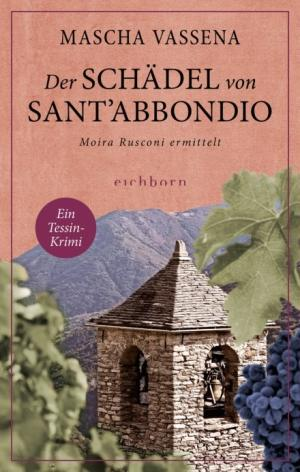 MASCHA VASSENA
Der SCHÄDEL von
SANT'ABBONDIO
Moira Rusconi ermittelt
eichborn
Ein
Tessin-
Krimi